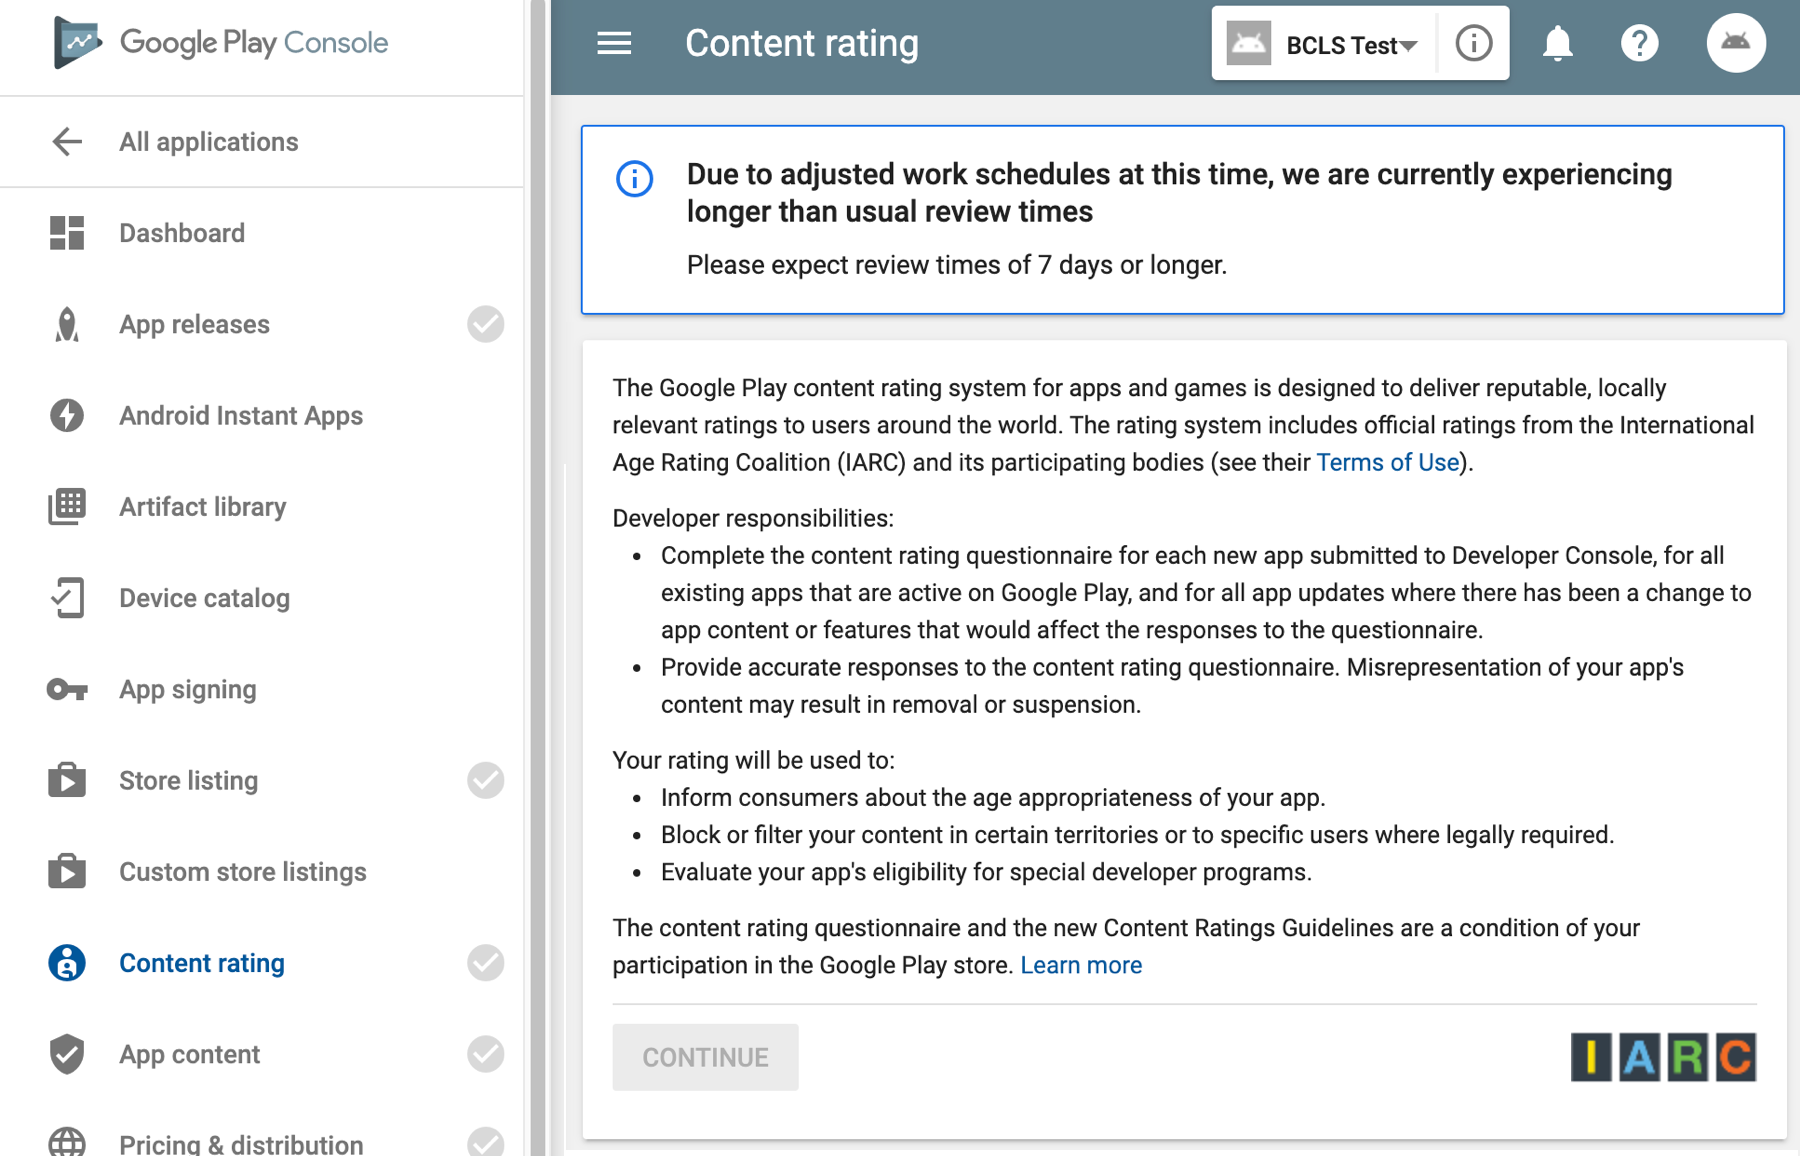 Google Play Console
All applications
Dashboard
App releases
Android Instant Apps
Artifact library
Device catalog
App signing
Store listing
Custom store listings
Content rating
App content
Pricing & distribution
Content rating
BCLS Test
Due to adjusted work schedules at this time, we are currently experiencing
longer than usual review times
Please expect review times of 7 days or longer.
The Google Play content rating system for apps and games is designed to deliver reputable, locally
relevant ratings to users around the world. The rating system includes official ratings from the International
Age Rating Coalition (IARC) and its participating bodies (see their Terms of Use).
Developer responsibilities:
• Complete the content rating questionnaire for each new app submitted to Developer Console, for all
existing apps that are active on Google Play, and for all app updates where there has been a change to
app content or features that would affect the responses to the questionnaire.
• Provide accurate responses to the content rating questionnaire. Misrepresentation of your app's
content may result in removal or suspension.
Your rating will be used to:
• Inform consumers about the age appropriateness of your app.
• Block or filter your content in certain territories or to specific users where legally required.
• Evaluate your app's eligibility for special developer programs.
The content rating questionnaire and the new Content Ratings Guidelines are a condition of your
participation in the Google Play store. Learn more
CONTINUE
IARC